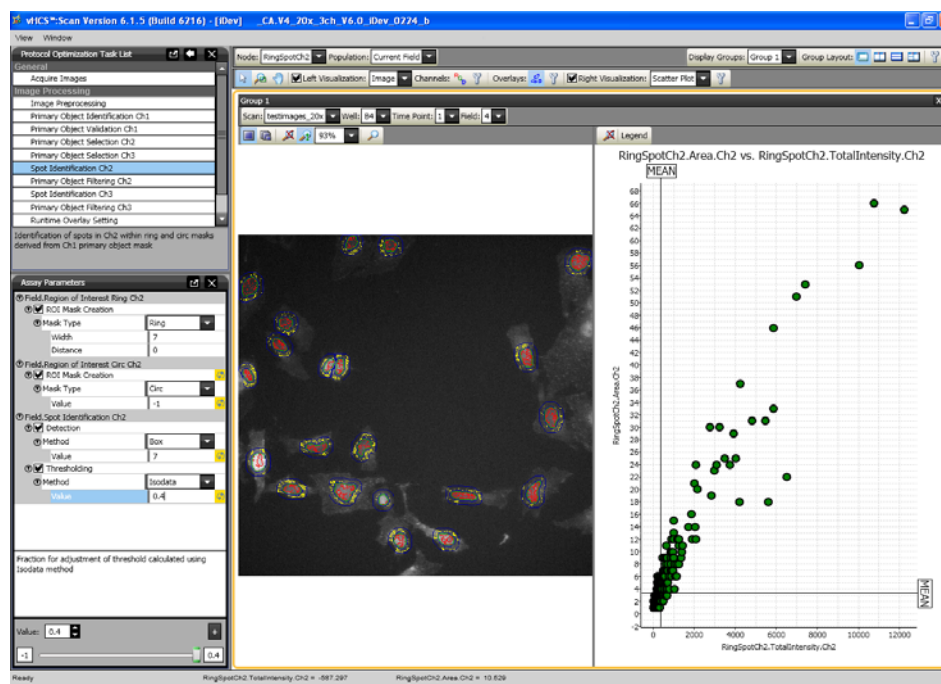 vHCS™:Scan Version 6.1.5 (Build 6216) - [iDev] _CA.V4_20x_3ch_V6.0_iDev_0224_b
View Window
Protocol Optimization Task List
General
Acquire Images
Image Processing
Image Preprocessing
Primary Object Identification Ch1
Primary Object Validation Ch1
Primary Object Selection Ch2
Primary Object Selection Ch3
Spot Identification Ch2
Primary Object Filtering Ch2
Spot Identification Ch3
Primary Object Filtering Ch3
Runtime Overlay Setting
Identification of spots in Ch2 within ring and circ masks
derived from Ch1 primary object mask
Assay Parameters
Field.Region of Interest Ring Ch2
ROI Mask Creation
Mask Type Ring
Width 7
Distance 0
Field.Region of Interest Circ Ch2
ROI Mask Creation
Mask Type Circ
Value -1
Field.Spot Identification Ch2
Detection
Method Box
Value 7
Thresholding
Method Isodata
Value 0.4
Fraction for adjustment of threshold calculated using
Isodata method
Value: 0.4
-1 0.4
Node: RingSpotCh2 Population: Current Field Display Groups: Group 1 Group Layout:
Left Visualization: Image Channels: Overlays: Right Visualization: Scatter Plot
Group 1
Scan: testimages_20x Well: B4 Time Point: 1 Field: 4
93% Legend
RingSpotCh2.Area.Ch2 vs. RingSpotCh2.TotalIntensity.Ch2
MEAN
68
66
64
62
60
58
56
54
52
50
48
46
44
42
40
38
36
34
32
30
28
26
24
22
20
18
16
14
12
10
8
6
4
2
0
-2
RingSpotCh2.Area.Ch2
MEAN
0 2000 4000 6000 8000 10000 12000
RingSpotCh2.TotalIntensity.Ch2
Ready RingSpotCh2.TotalIntensity.Ch2 = -587.297 RingSpotCh2.Area.Ch2 = 10.529